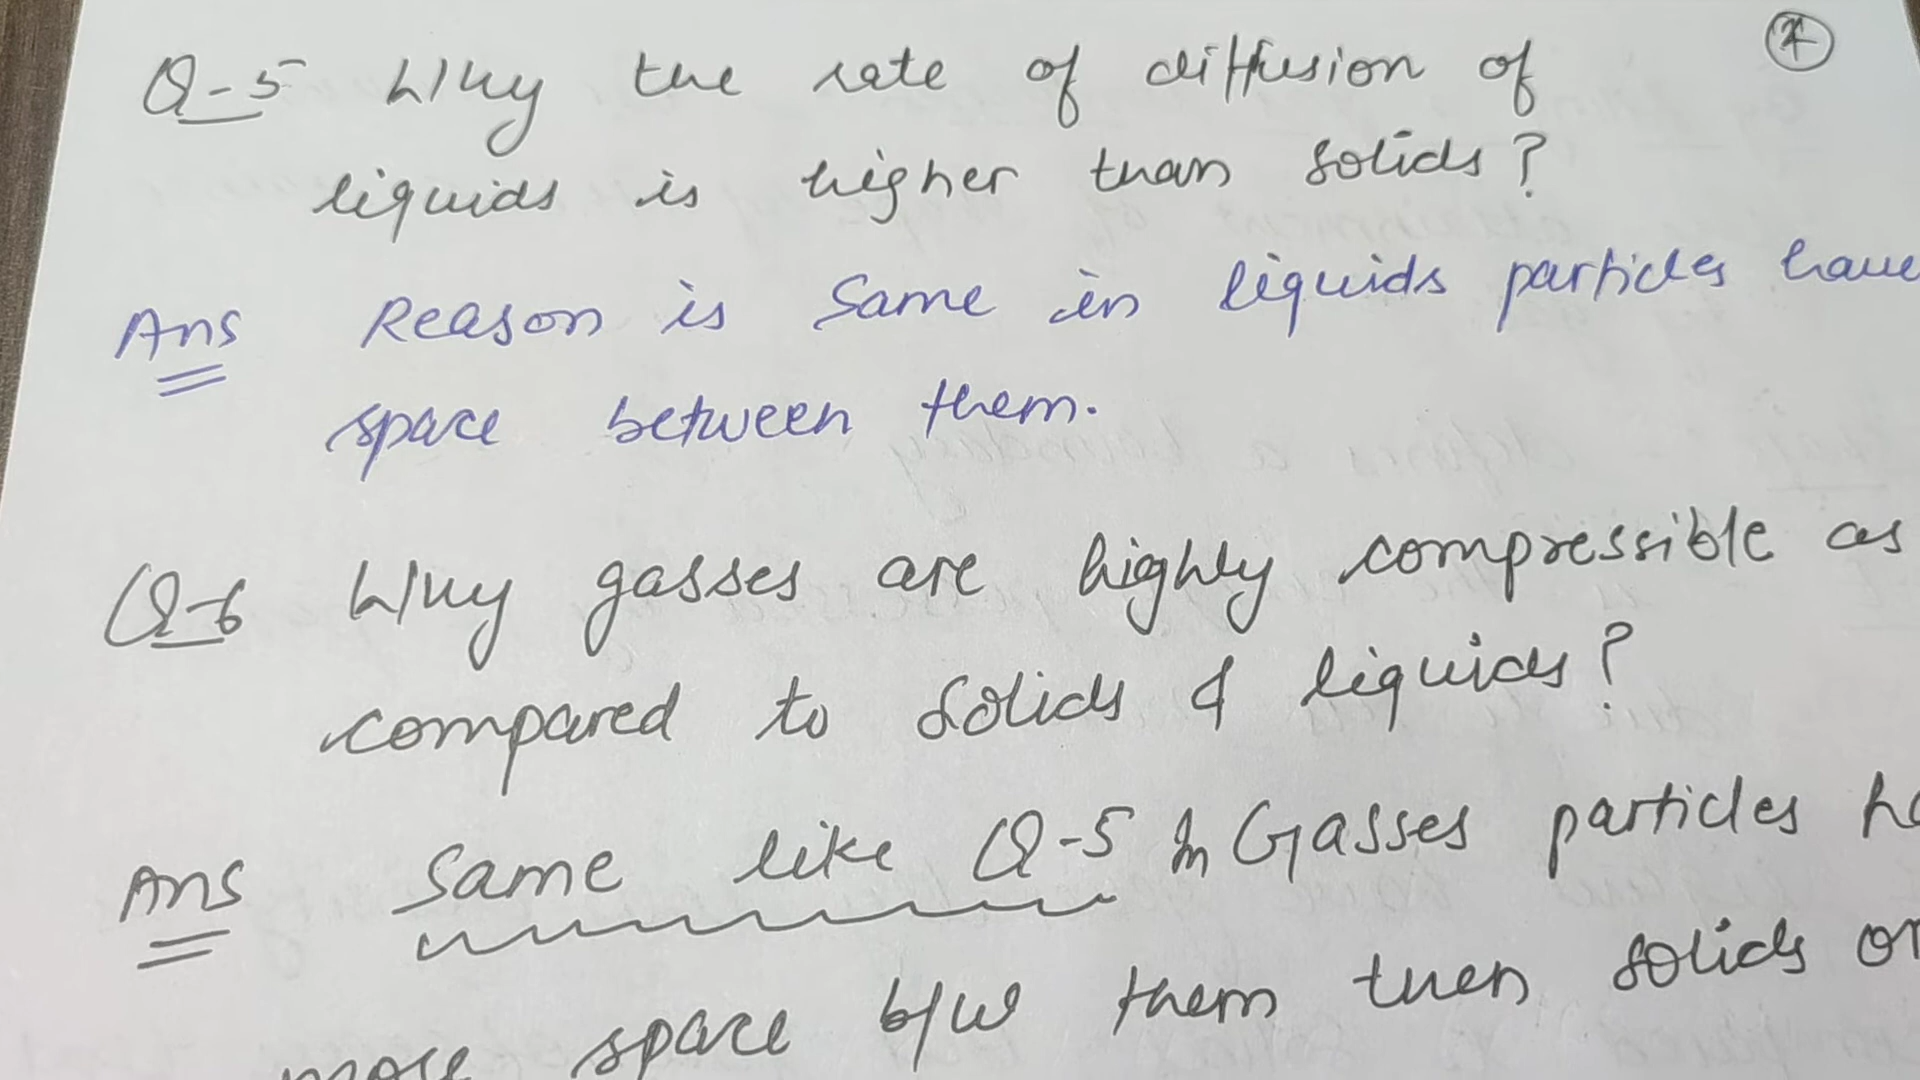 Q-5 Why the rate of diffusion of
liquids is higher than solids?
Ans Reason is same in liquids particles have
space between them.
Q-6 Why gasses are highly compressible as
compared to solids & liquids?
Ans Same like Q-5 In Gasses particles
more space b/w them then solids or